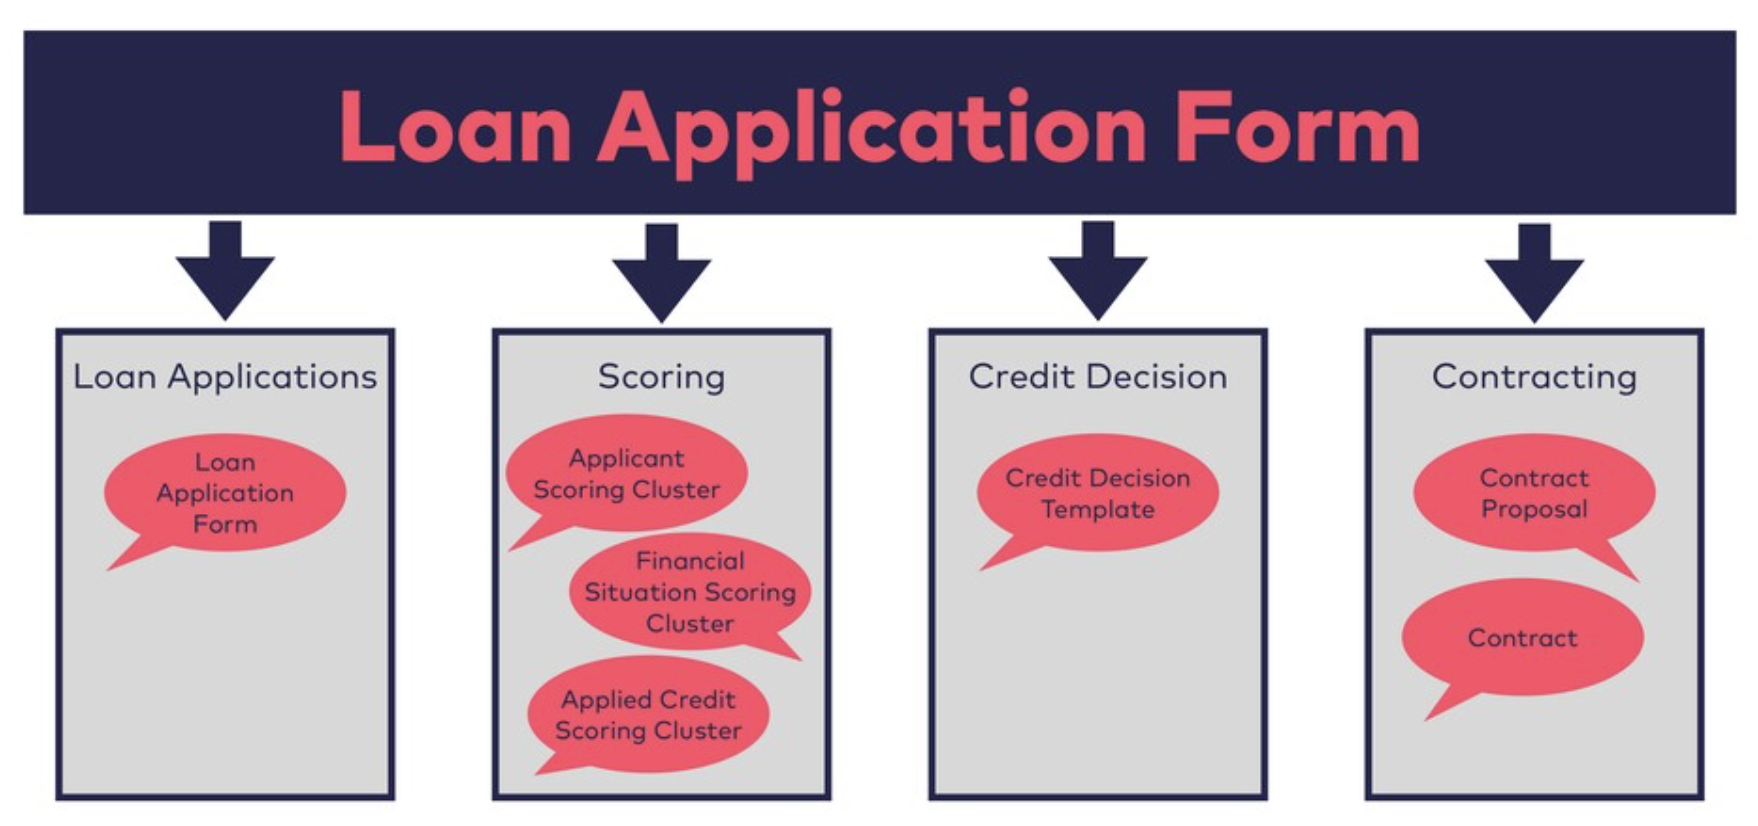 Loan Application Form
Loan Applications
Loan
Application
Form
Scoring
Applicant
Scoring Cluster
Financial
Situation Scoring
Cluster
Applied Credit
Scoring Cluster
Credit Decision
Credit Decision
Template
Contracting
Contract
Proposal
Contract